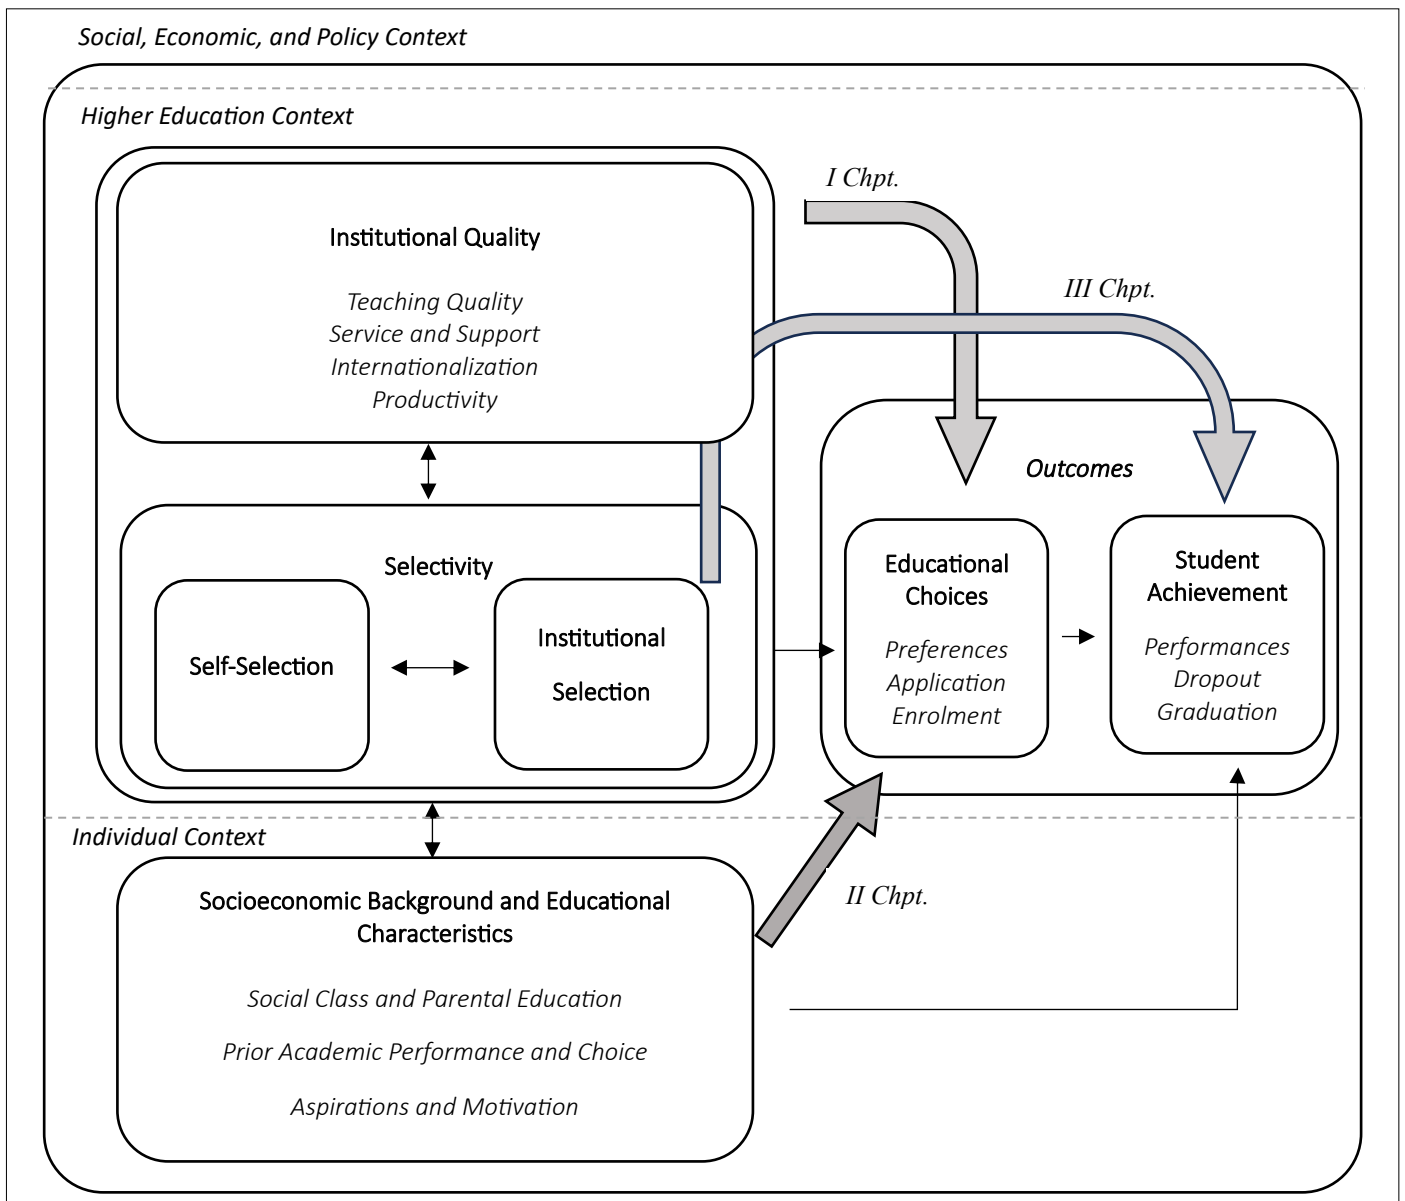 Social, Economic, and Policy Context
Higher Education Context
I Chpt.
Institutional Quality
Teaching Quality
Service and Support
Internationalization
Productivity
III Chpt.
Outcomes
Selectivity
Self-Selection
Institutional
Selection
Educational
Choices
Preferences
Application
Enrolment
Student
Achievement
Performances
Dropout
Graduation
Individual Context
Socioeconomic Background and Educational
Characteristics
Social Class and Parental Education
Prior Academic Performance and Choice
Aspirations and Motivation
II Chpt.